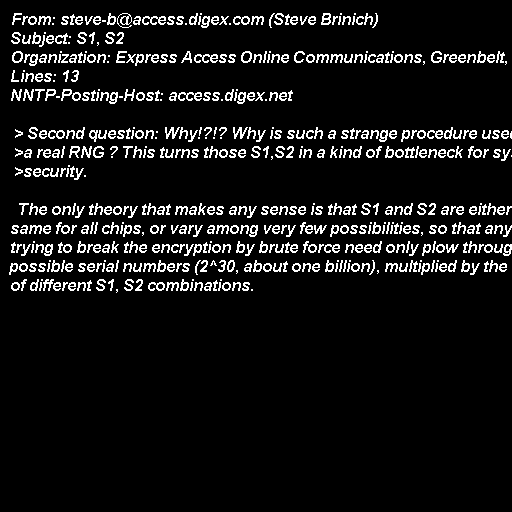 From: steve-b@access.digex.com (Steve Brinich)
Subject: S1, S2
Organization: Express Access Online Communications, Greenbelt,
Lines: 13
NNTP-Posting-Host: access.digex.net

> Second question: Why!?!? Why is such a strange procedure used
>a real RNG ? This turns those S1,S2 in a kind of bottleneck for
>security.

The only theory that makes any sense is that S1 and S2 are either
same for all chips, or vary among very few possibilities, so that any
trying to break the encryption by brute force need only plow
possible serial numbers (2^30, about one billion), multiplied by the
of different S1, S2 combinations.